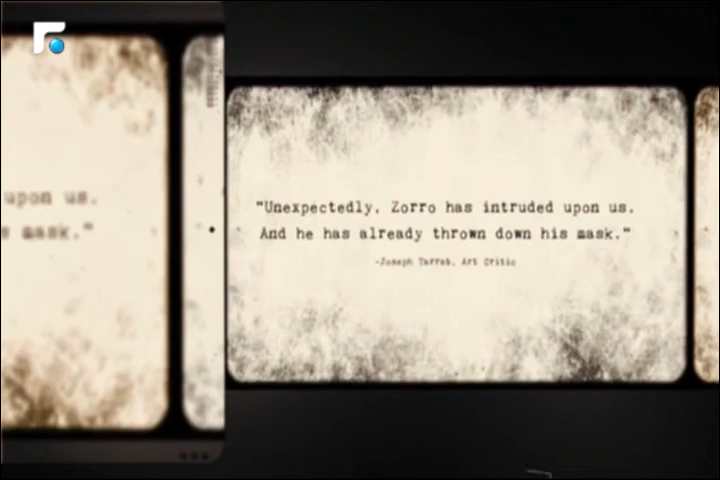 upon us.
mask."
"Unexpectedly, Zorro has intruded upon us.
And he has already thrown down his mask."
-Joseph Tarrab, Art Critic